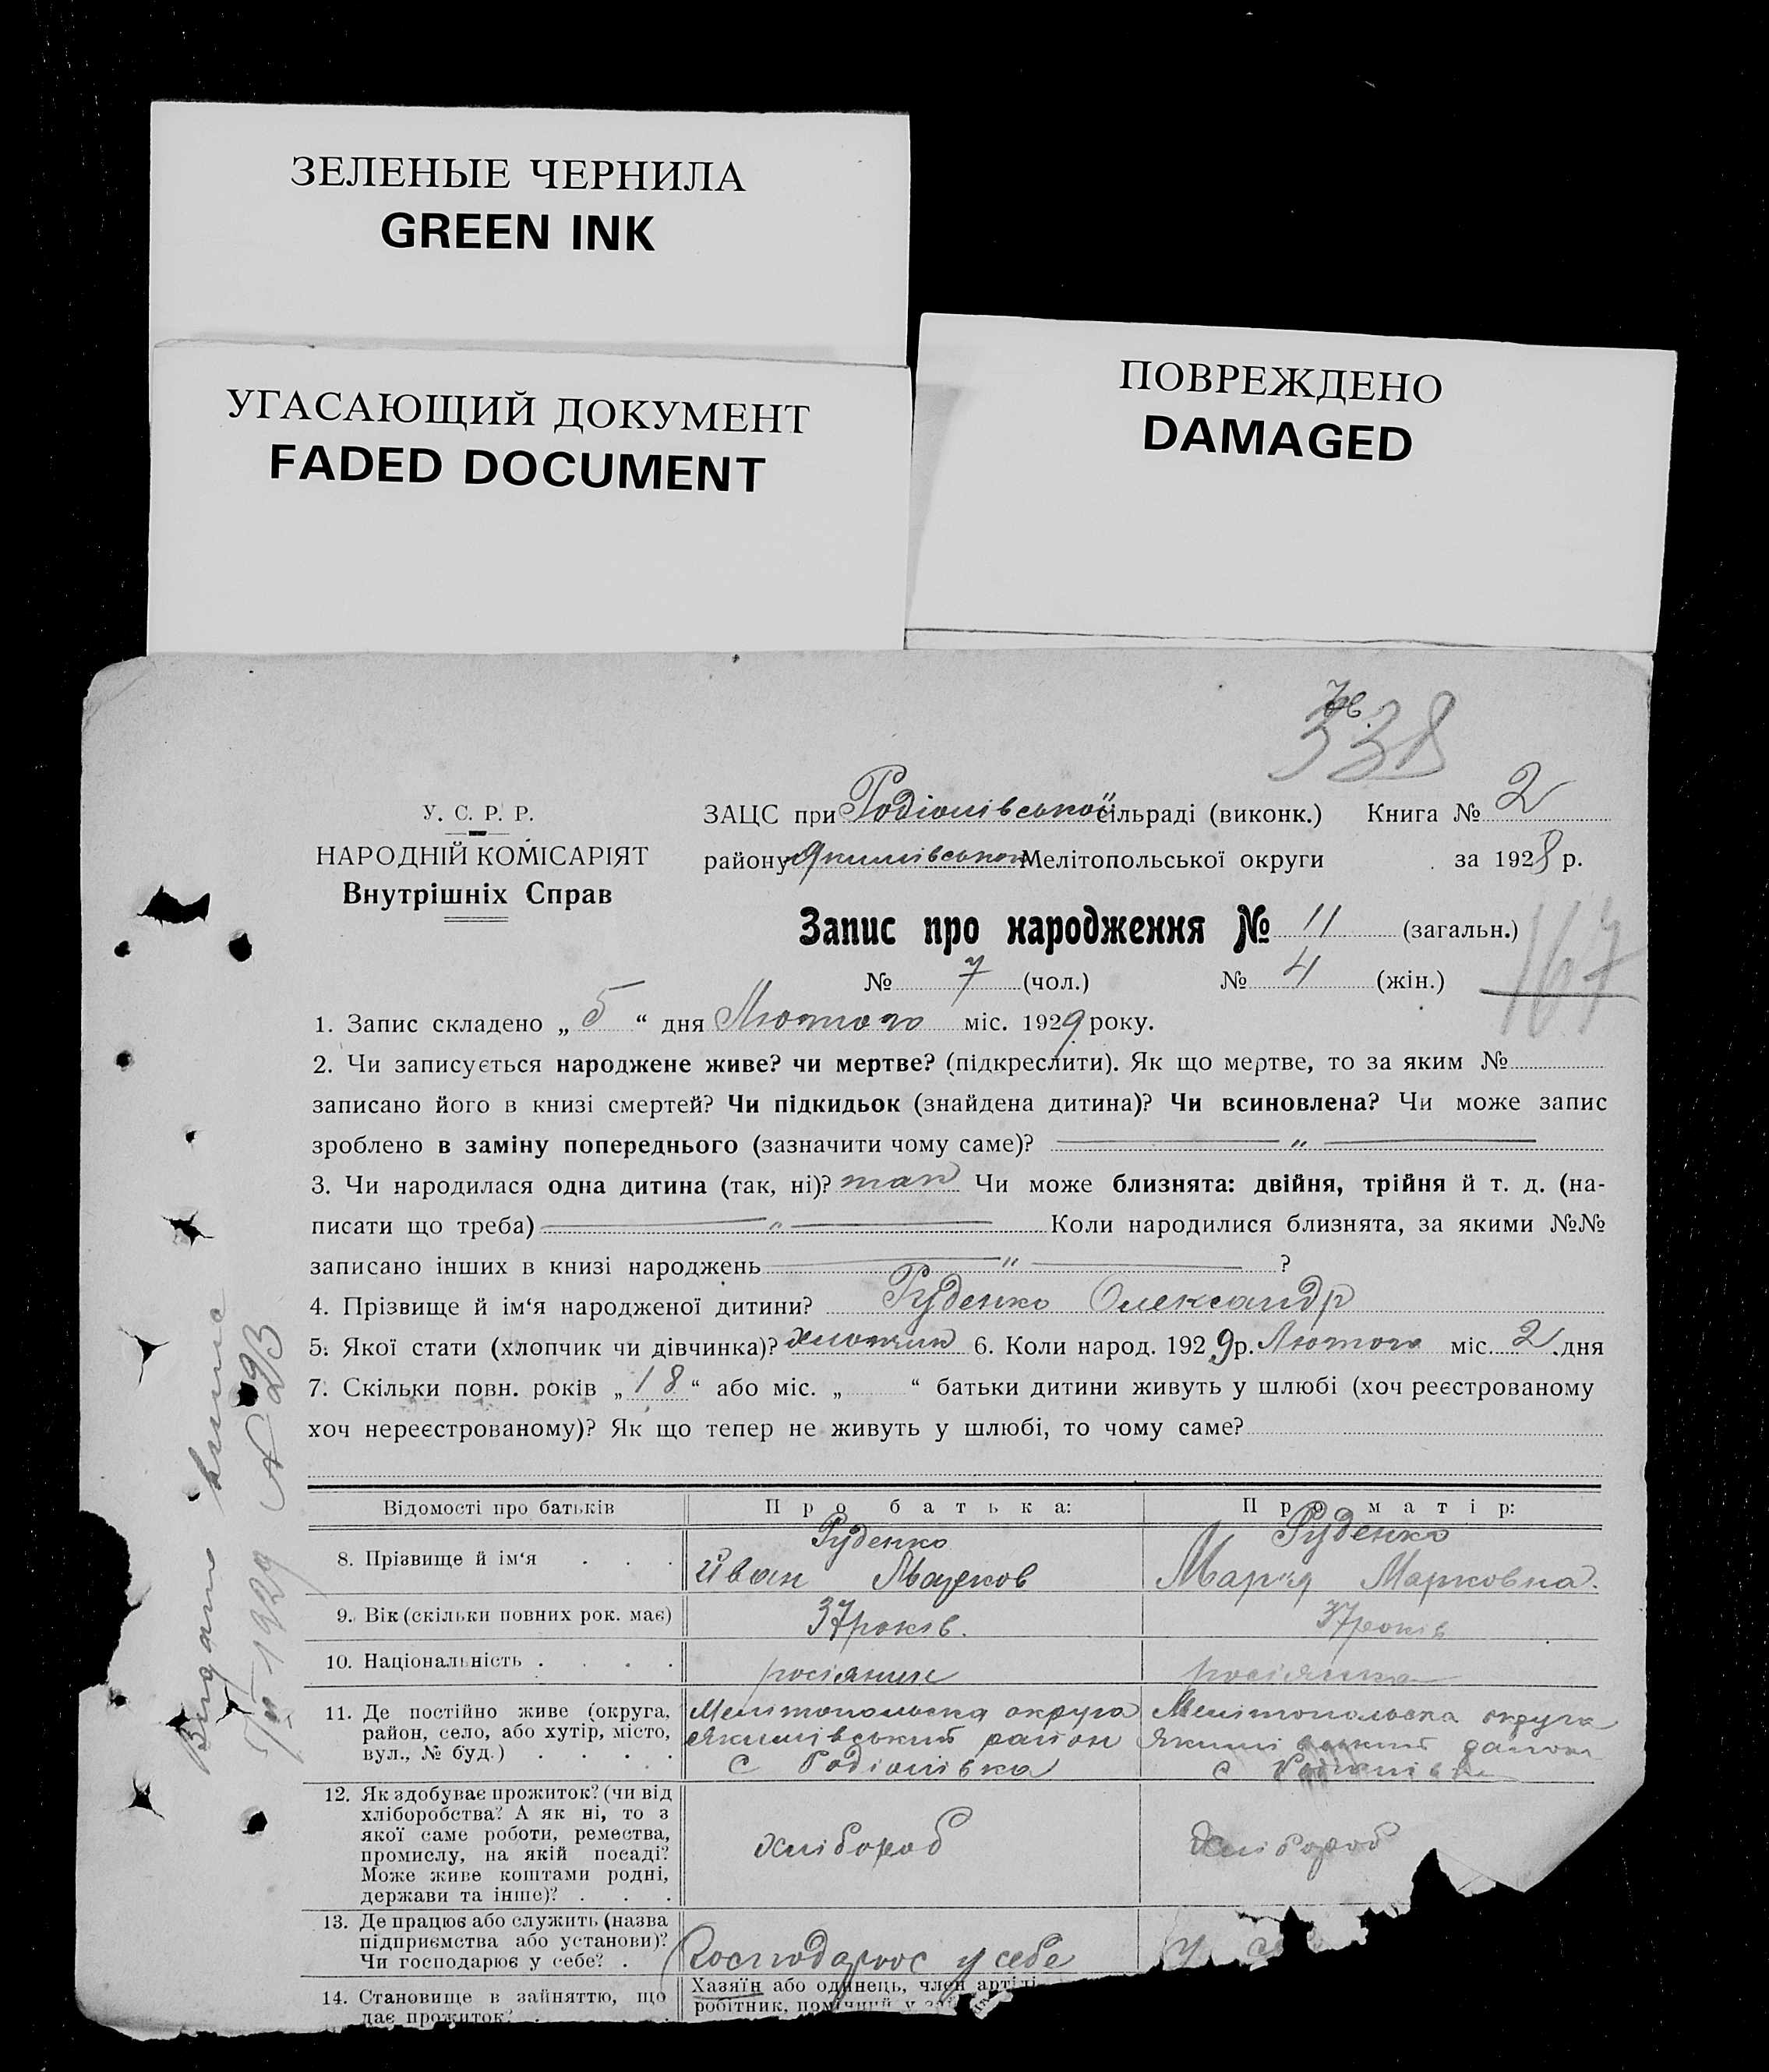 ЗЕЛЕНЫЕ ЧЕРНИЛА
GREEN INK
УГАСАЮЩИЙ ДОКУМЕНТ
FADED DOCUMENT
ПОВРЕЖДЕНО
DAMAGED
338
У. С. Р. Р.
НАРОДНІЙ КОМІСАРІЯТ
Внутрішніх Справ
ЗАЦС при Родіонівської сільраді (виконк.) Книга № 2
району Якимівського Мелітопольської округи за 1928 р.
Запис про народження № 11 (загальн.)
167
№ 7 (чол.) № 4 (жін.)
1. Запис складено „ 5 “ дня Лютого міс. 1929 року.
2. Чи записується народжене живе? чи мертве? (підкреслити). Як що мертве, то за яким №
записано його в книзі смертей? Чи підкидьок (знайдена дитина)? Чи всиновлена? Чи може запис
зроблено в заміну попереднього (зазначити чому саме)? — „ —
3. Чи народилася одна дитина (так, ні)? так Чи може близнята: двійня, трійня й т. д. (на-
писати що треба) — „ — Коли народилися близнята, за якими №№
записано інших в книзі народжень — „ — ?
4. Прізвище й ім‘я народженої дитини? Руденко Олександр
5. Якої стати (хлопчик чи дівчинка)? хлопчик 6. Коли народ. 1929 р. Лютого міс. 2 дня
7. Скільки повн. років „ 18 “ або міс. „ “ батьки дитини живуть у шлюбі (хоч реєстрованому
хоч нереєстрованому)? Як що тепер не живуть у шлюбі, то чому саме?
Відомості про батьків Про батька: Про матір:
8. Прізвище й ім‘я . . . Руденко Іван Руденко Мар'я Марковна.
9. Вік (скільки повних рок. має) 37 років. 37 років
10. Національність . . . . росіянин росіянка
11. Де постійно живе (округа, район, село, або хутір, місто, вул., № буд.) . . . .
Мелітопольска округа Якимівський район с Родіонівка
Мелітопольска округа Якимівський район с Родіонівка
12. Як здобуває прожиток? (чи від хліборобства? А як ні, то з якої саме роботи, ремества, промислу, на якій посаді? Може живе коштами родні, держави та інше)? . . .
хлібороб хлібороб
13. Де працює або служить (назва підприємства або установи)? Чи господарює у себе? .
Господарює у себе у
14. Становище в зайняттю, що дає прожиток? . .
Хазяїн або одинець, член артілі
робітник,
Видано
1929 № 293